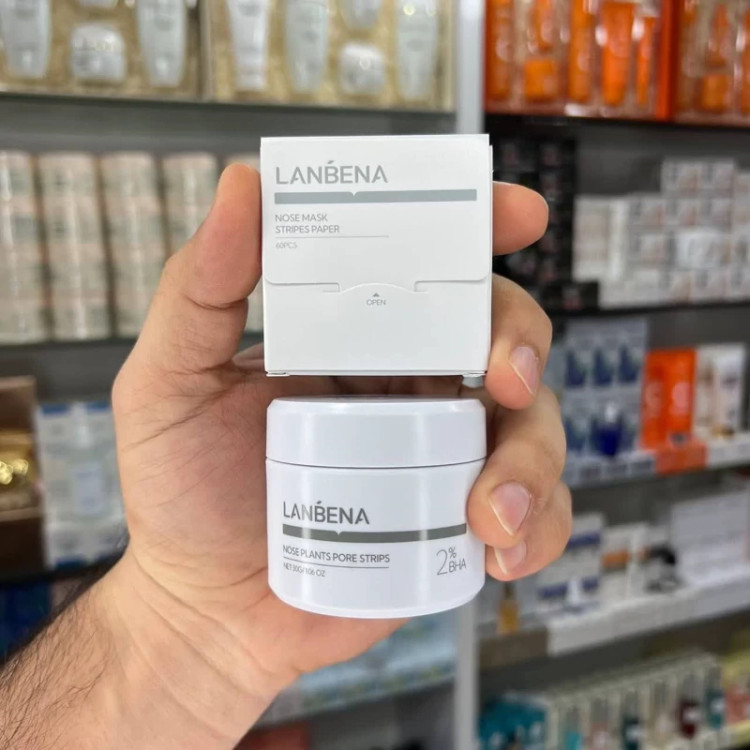 LANBENA
NOSE MASK
STRIPES PAPER
60PCS
OPEN
LANBENA
NOSE PLANTS PORE STRIPS
NET 30G/1.06 OZ
2% BHA